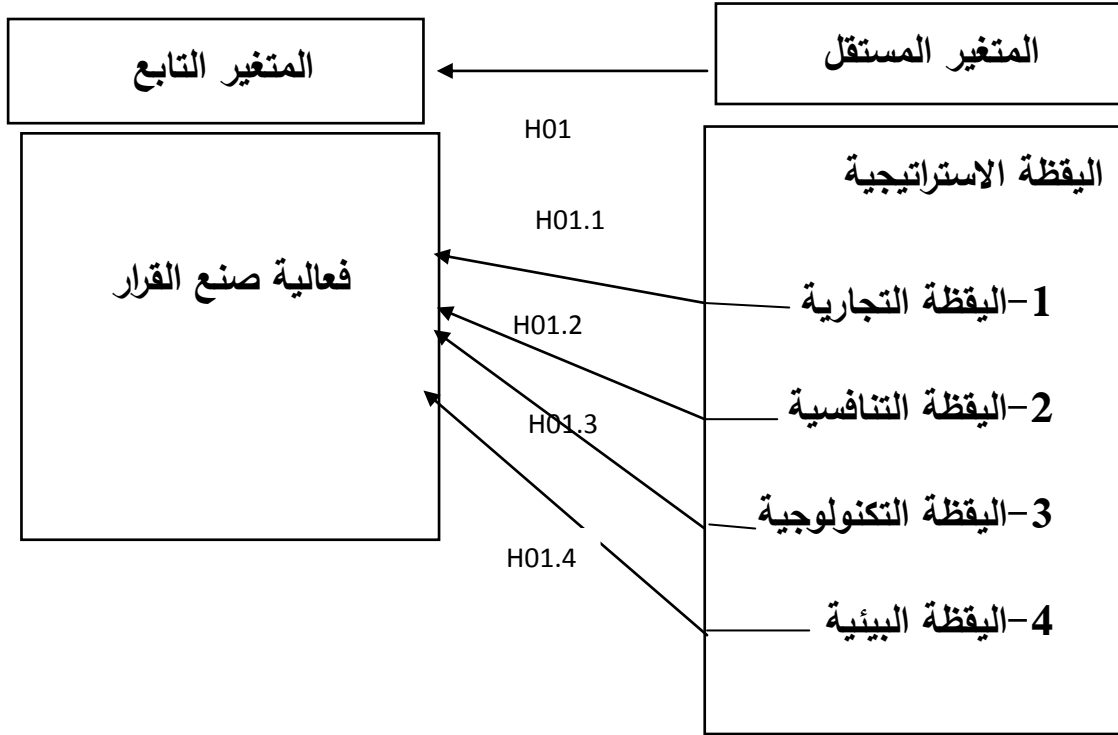 المتغير المستقل
المتغير التابع
H01
اليقظة الاستراتيجية
H01.1
فعالية صنع القرار
1-اليقظة التجارية
H01.2
2-اليقظة التنافسية
H01.3
3-اليقظة التكنولوجية
H01.4
4-اليقظة البيئية